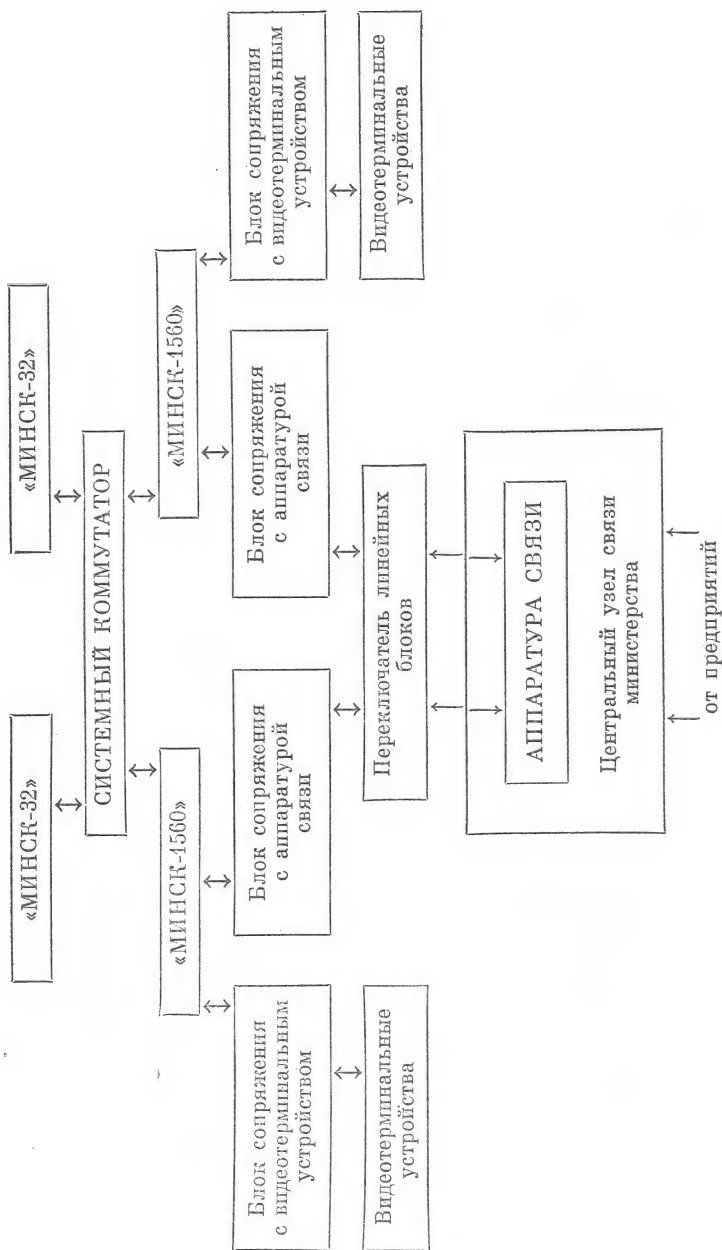 «МИНСК-32»
«МИНСК-32»
СИСТЕМНЫЙ КОММУТАТОР
«МИНСК-1560»
«МИНСК-1560»
Блок сопряжения
с видеотерминальным
устройством
Блок сопряжения
с аппаратурой
связи
Блок сопряжения
с аппаратурой
связи
Блок сопряжения
с видеотерминальным
устройством
Видеотерминальные
устройства
Переключатель линейных
блоков
Видеотерминальные
устройства
АППАРАТУРА СВЯЗИ
Центральный узел связи
министерства
от предприятий